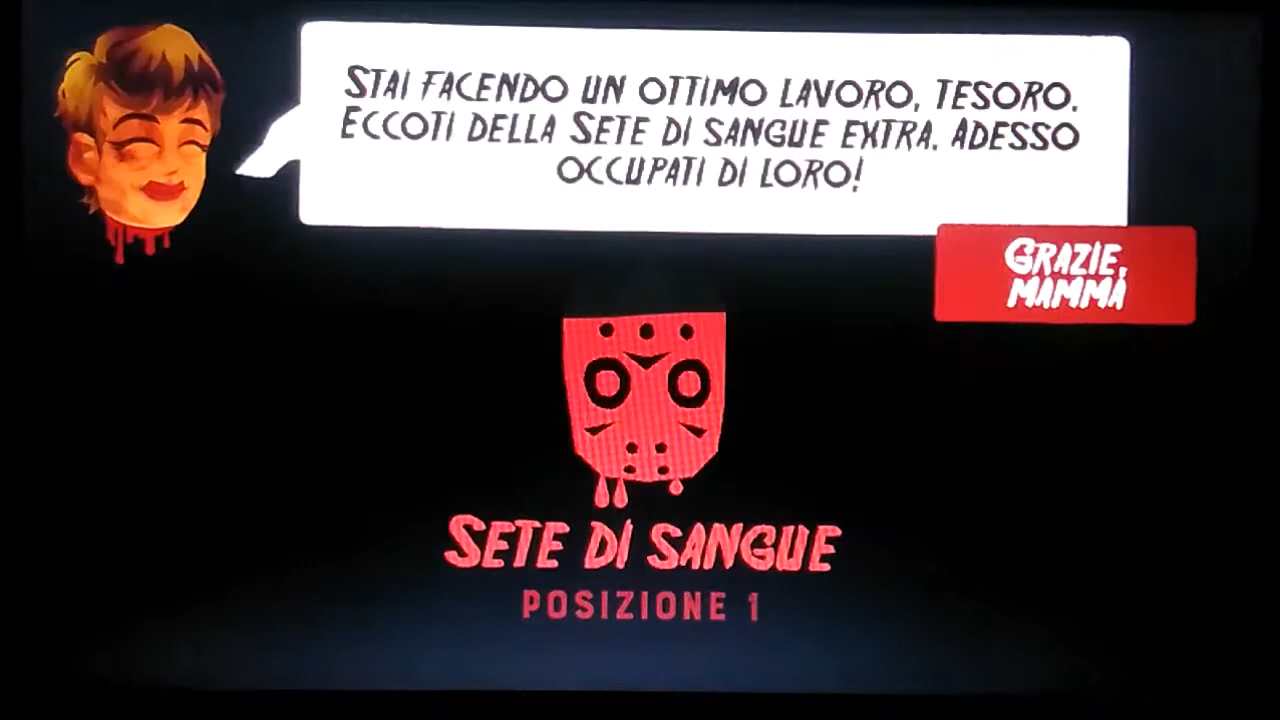 STAI FACENDO UN OTTIMO LAVORO, TESORO.
ECCOTI DELLA SETE DI SANGUE EXTRA. ADESSO
OCCUPATI DI LORO!
GRAZIE,
MAMMA
SETE DI SANGUE
POSIZIONE 1